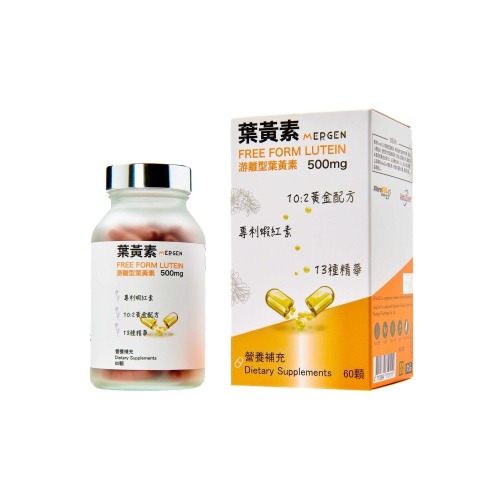 葉黃素 MERGEN
FREE FORM LUTEIN
游離型葉黃素 500mg
專利蝦紅素
10:2黃金配方
13種精華
營養補充
Dietary Supplements
60顆
葉黃素 MERGEN
FREE FORM LUTEIN
游離型葉黃素 500mg
10:2黃金配方
專利蝦紅素
13種精華
營養補充
Dietary Supplements 60顆